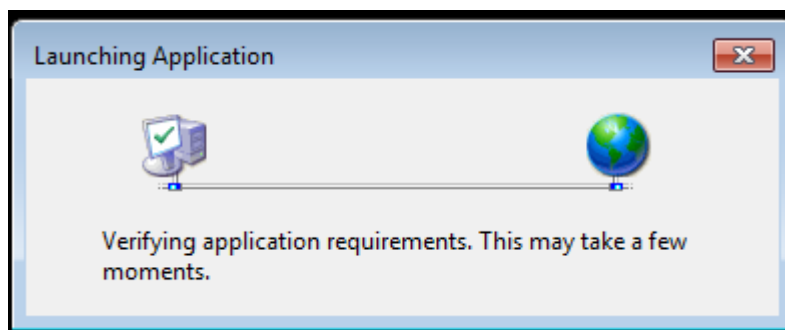 Launching Application
Verifying application requirements. This may take a few
moments.